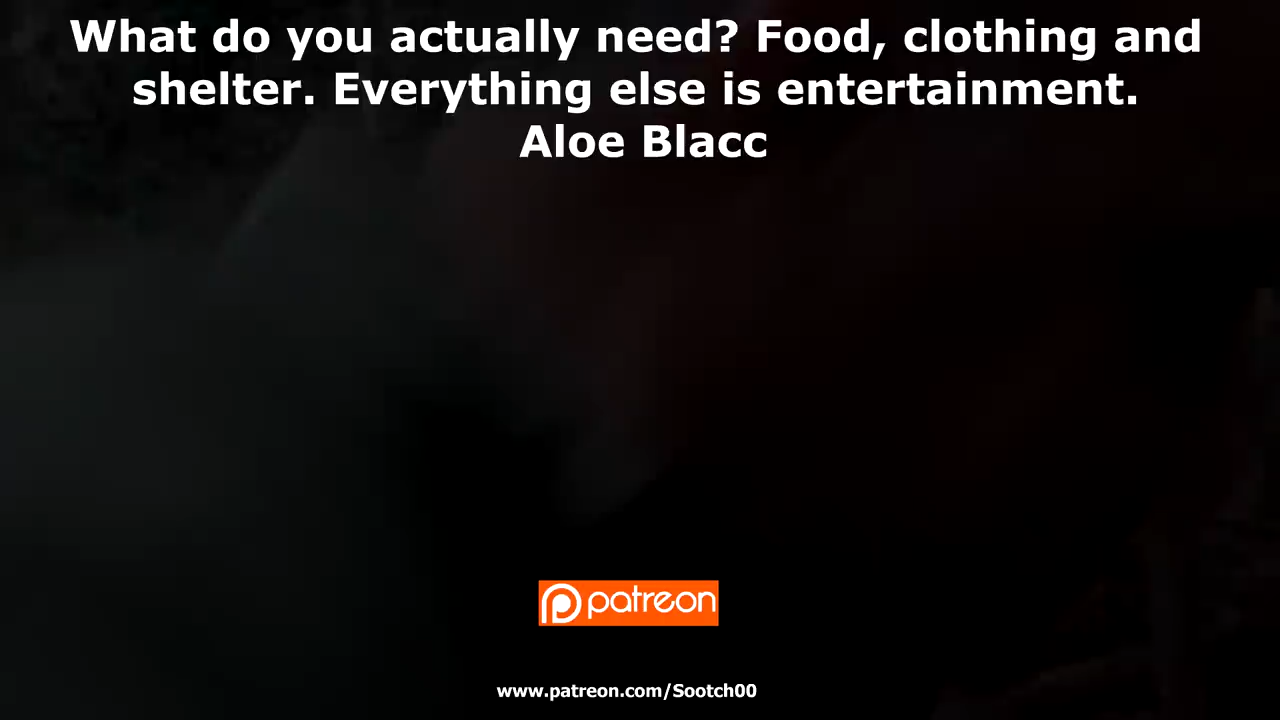 What do you actually need? Food, clothing and
shelter. Everything else is entertainment.
Aloe Blacc
patreon
www.patreon.com/Sootch00